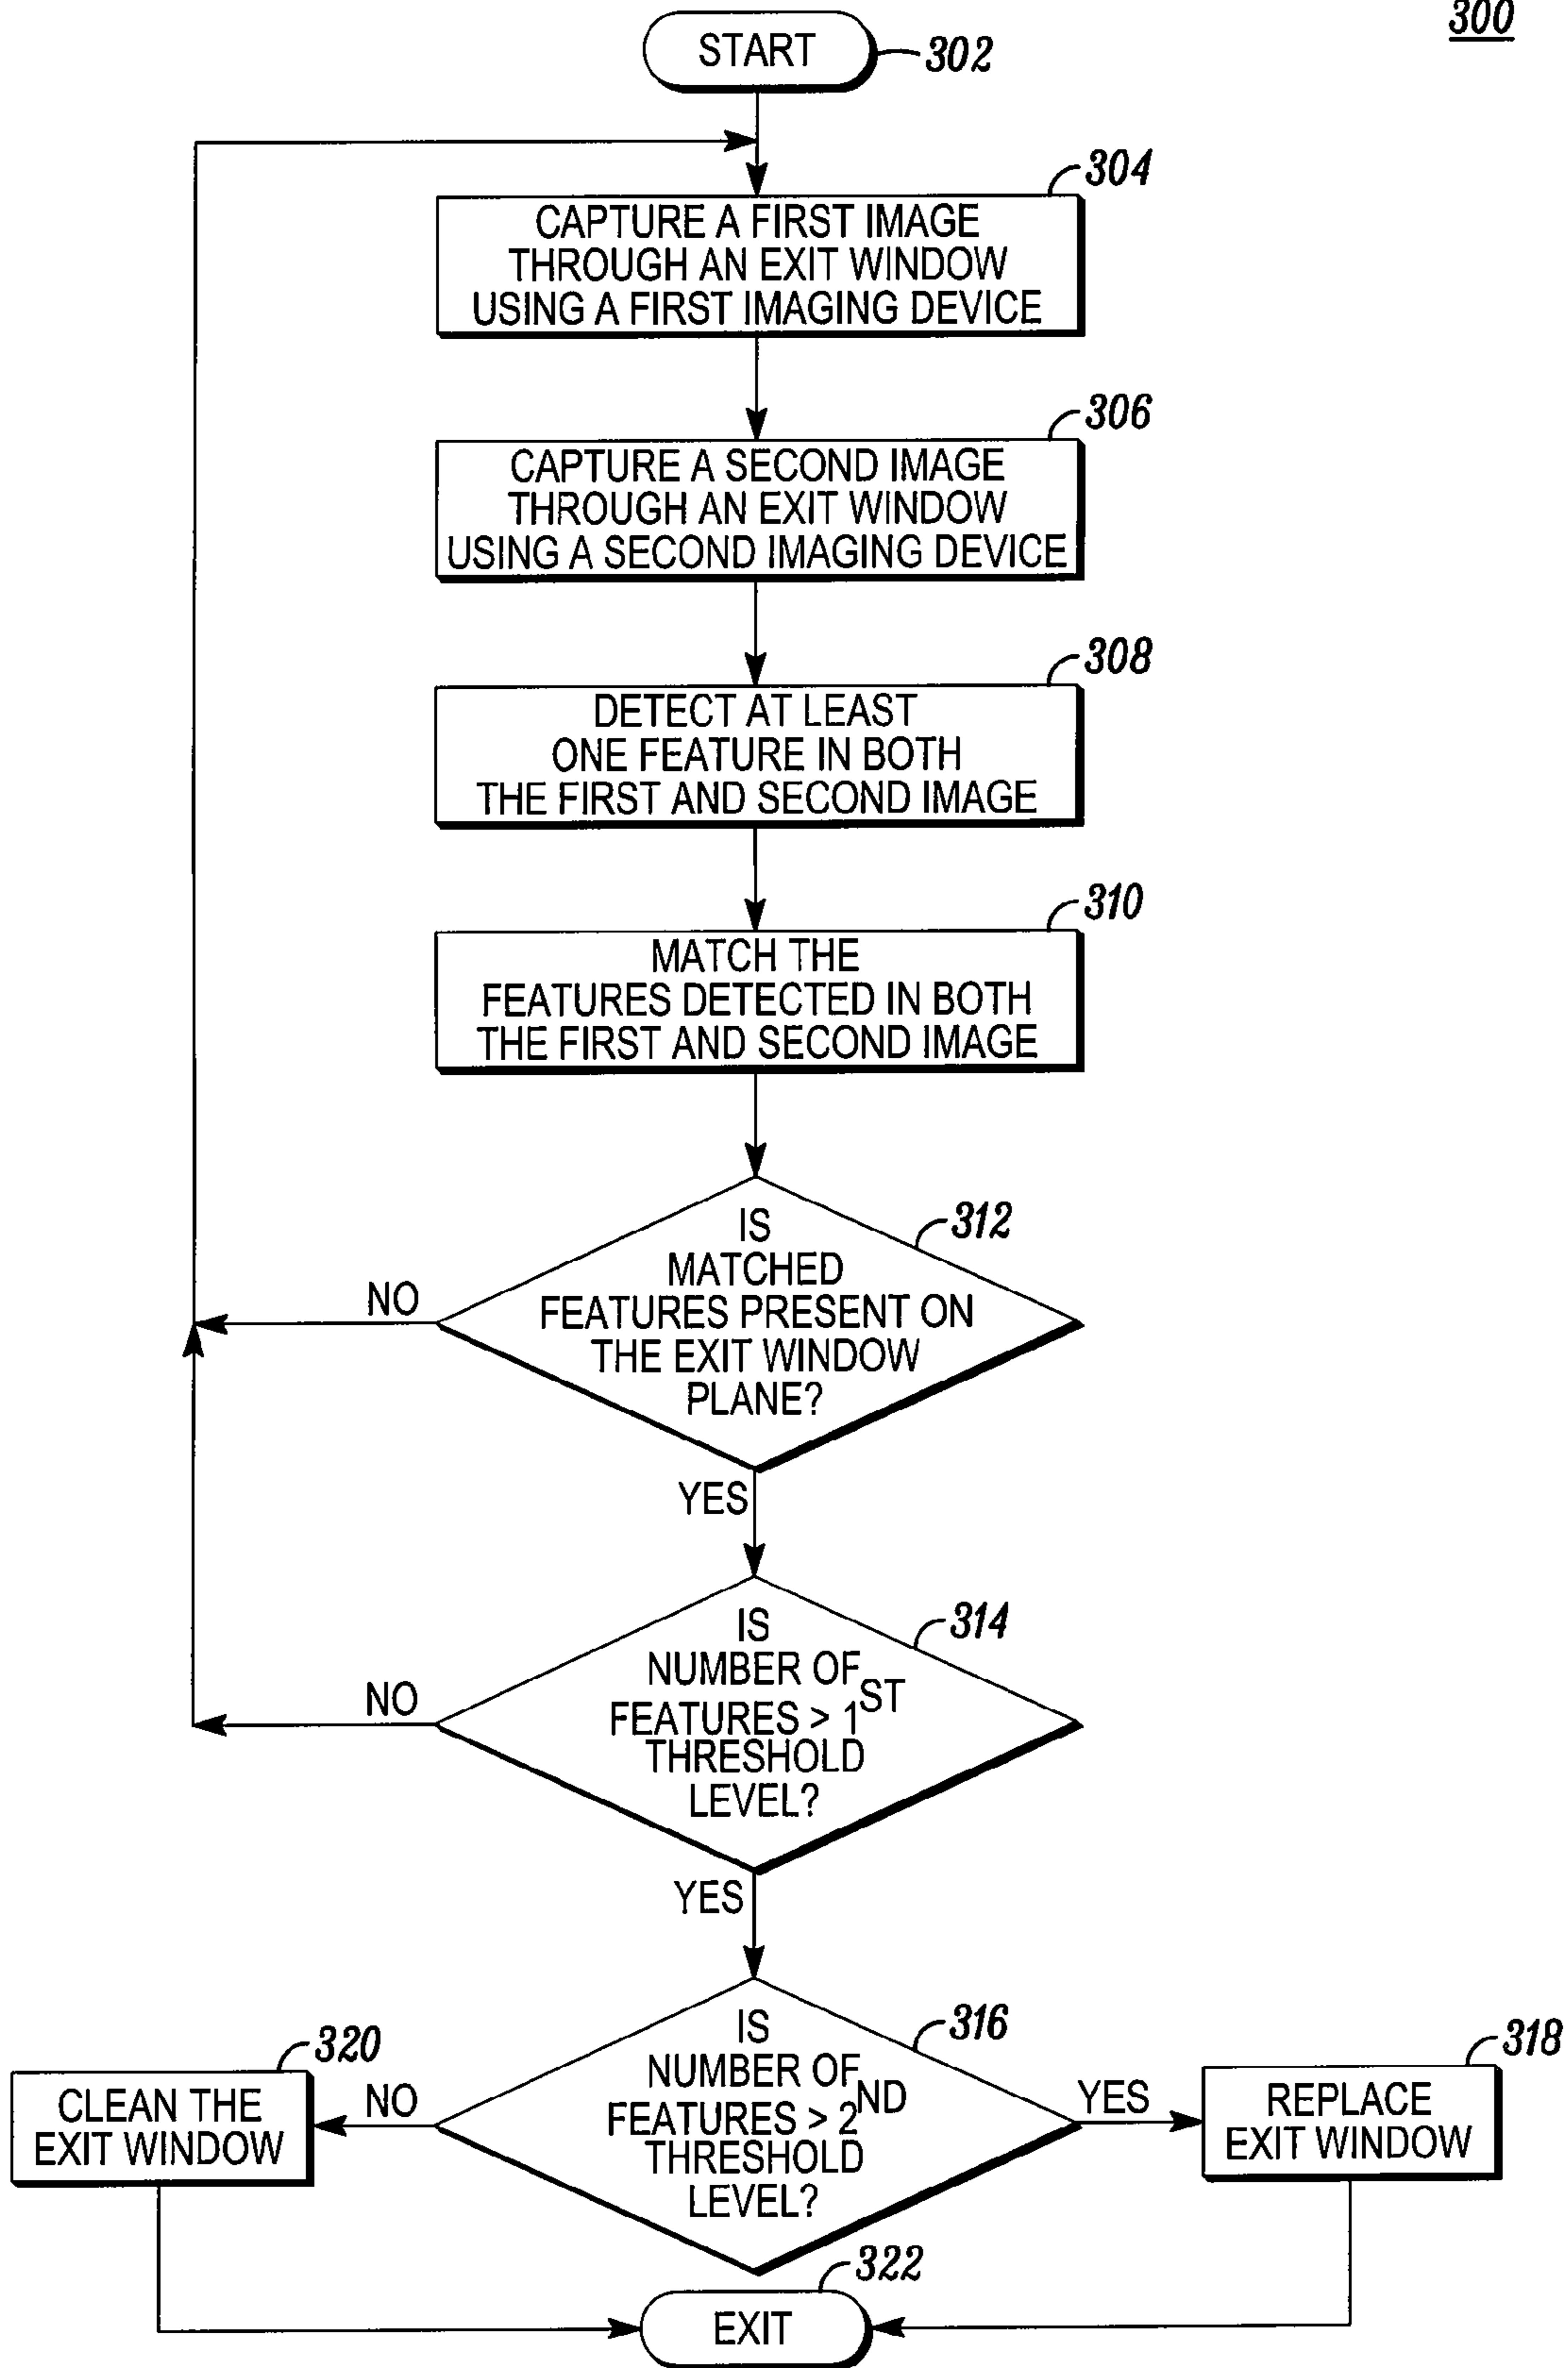 300
START
302
304
CAPTURE A FIRST IMAGE
THROUGH AN EXIT WINDOW
USING A FIRST IMAGING DEVICE
306
CAPTURE A SECOND IMAGE
THROUGH AN EXIT WINDOW
USING A SECOND IMAGING DEVICE
308
DETECT AT LEAST
ONE FEATURE IN BOTH
THE FIRST AND SECOND IMAGE
310
MATCH THE
FEATURES DETECTED IN BOTH
THE FIRST AND SECOND IMAGE
312
IS
MATCHED
FEATURES PRESENT ON
THE EXIT WINDOW
PLANE?
NO
YES
314
IS
NUMBER OF
FEATURES > 1ST
THRESHOLD
LEVEL?
NO
YES
316
IS
NUMBER OF
FEATURES > 2ND
THRESHOLD
LEVEL?
NO
YES
320
CLEAN THE
EXIT WINDOW
318
REPLACE
EXIT WINDOW
322
EXIT